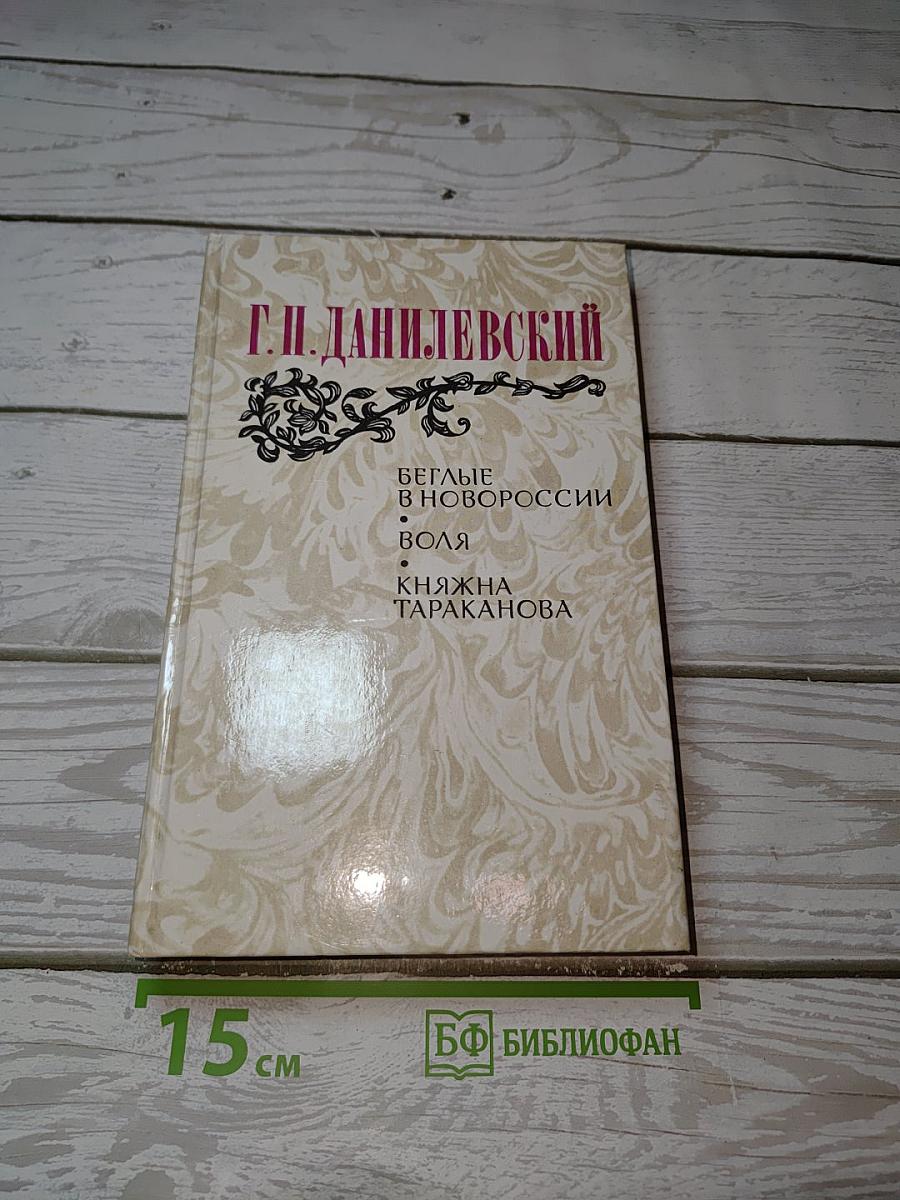 Г. П. ДАНИЛЕВСКИЙ
БЕГЛЫЕ
В НОВОРОССИИ
•
ВОЛЯ
•
КНЯЖНА
ТАРАКАНОВА
15 см
БФ БИБЛИОФАН